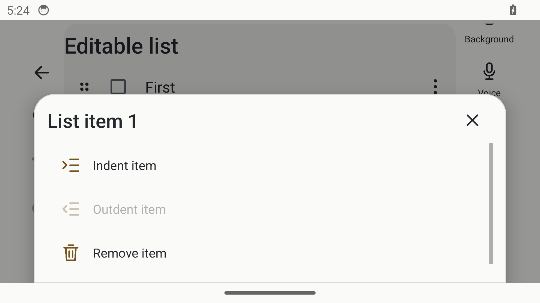 5:24
Editable list
Background
First
Voice
List item 1
Indent item
Outdent item
Remove item